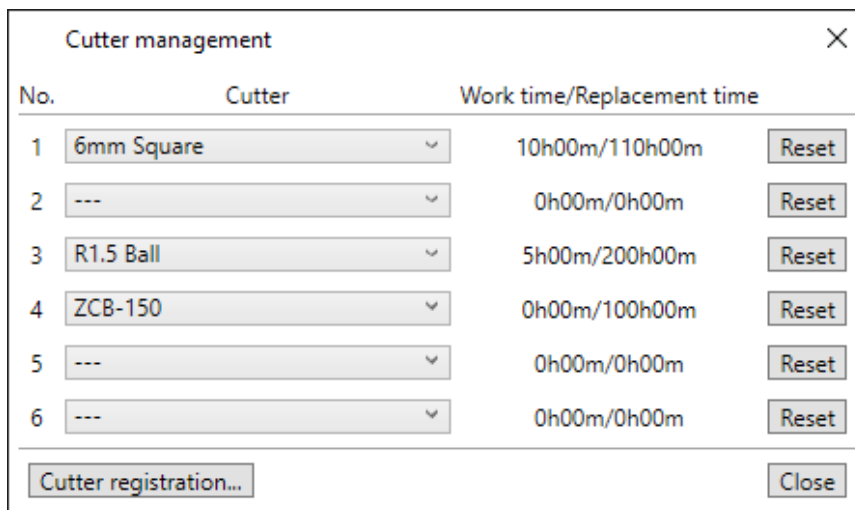 Cutter management
No. Cutter Work time/Replacement time
1 6mm Square 10h00m/110h00m Reset
2 --- 0h00m/0h00m Reset
3 R1.5 Ball 5h00m/200h00m Reset
4 ZCB-150 0h00m/100h00m Reset
5 --- 0h00m/0h00m Reset
6 --- 0h00m/0h00m Reset
Cutter registration... Close